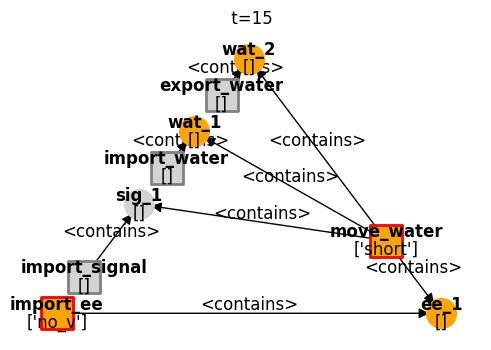 t=15
wat_2
[]
<contains>
export_water
[]
wat_1
[]
<contains>
<contains>
import_water
[]
<contains>
sig_1
[]
<contains>
<contains>
move_water
['short']
import_signal
[]
<contains>
import_ee
['no_v']
<contains>
ee_1
[]